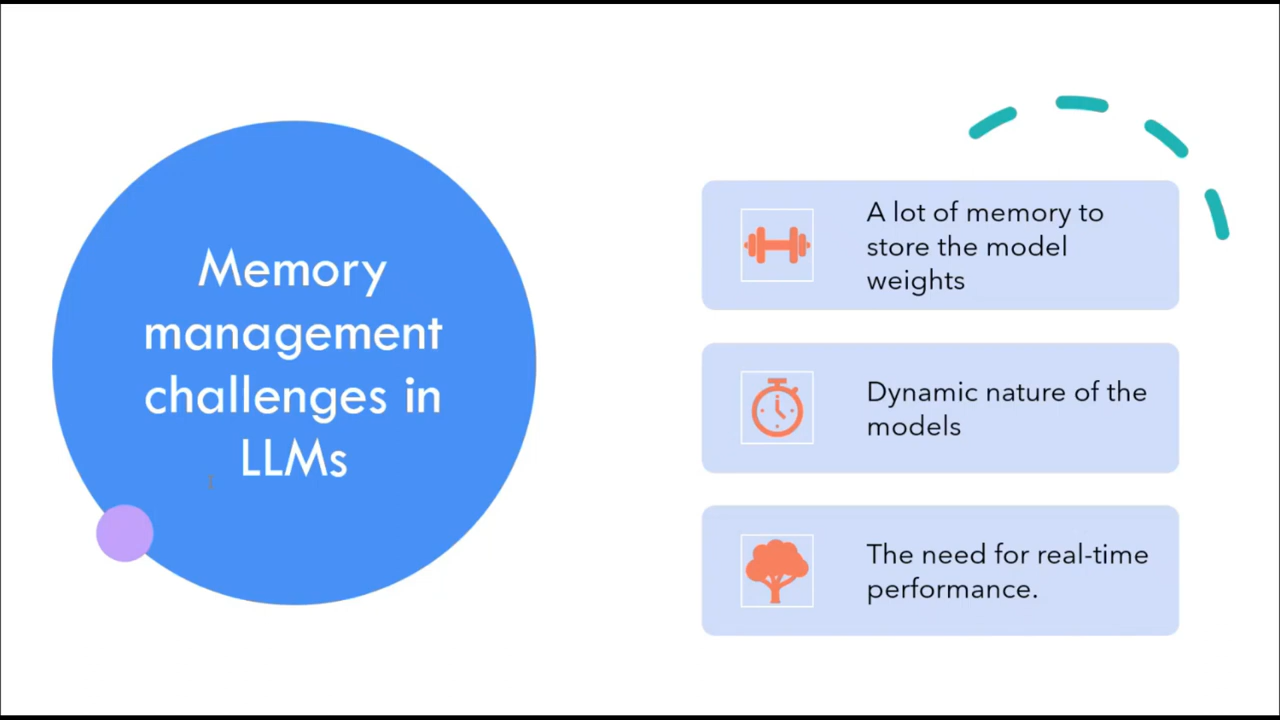 Memory
management
challenges in
LLMs
A lot of memory to
store the model
weights
Dynamic nature of the
models
The need for real-time
performance.